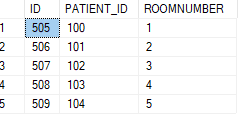 ID PATIENT_ID ROOMNUMBER
1 505 100 1
2 506 101 2
3 507 102 3
4 508 103 4
5 509 104 5